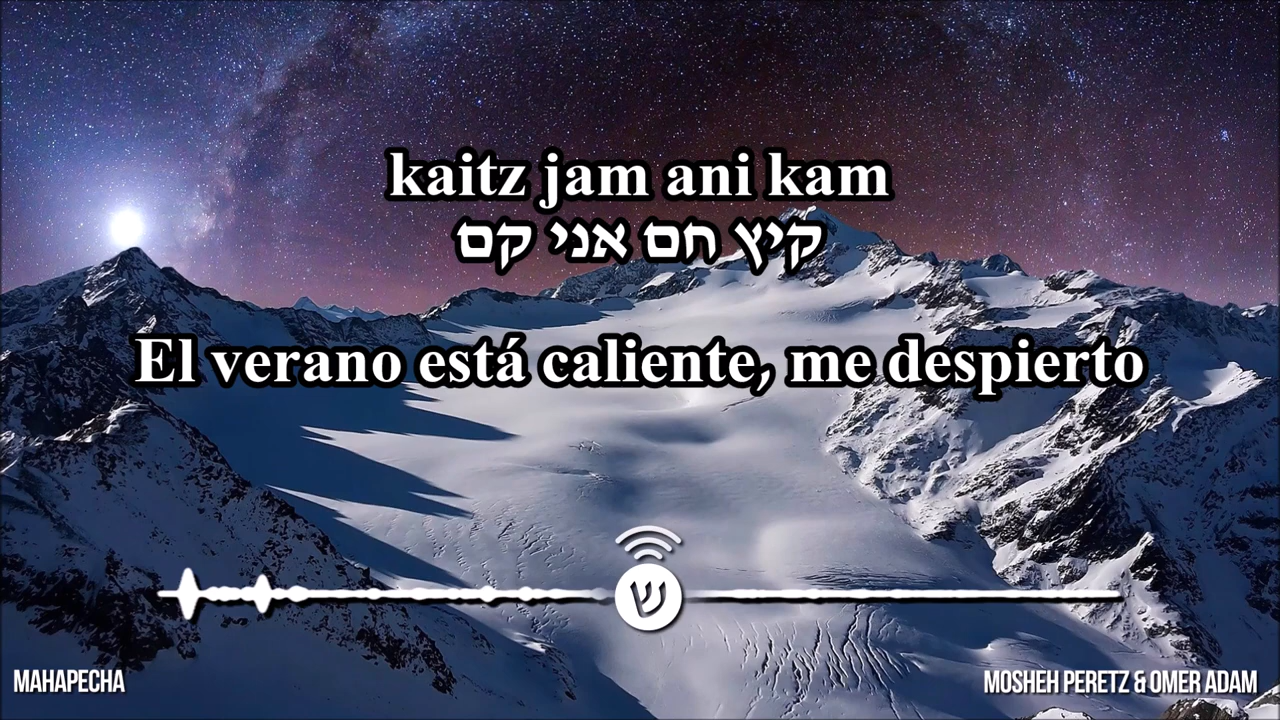 kaitz jam ani kam
קיץ חם אני קם
El verano está caliente, me despierto
ש
MAHAPECHA
MOSHEH PERETZ & OMER ADAM